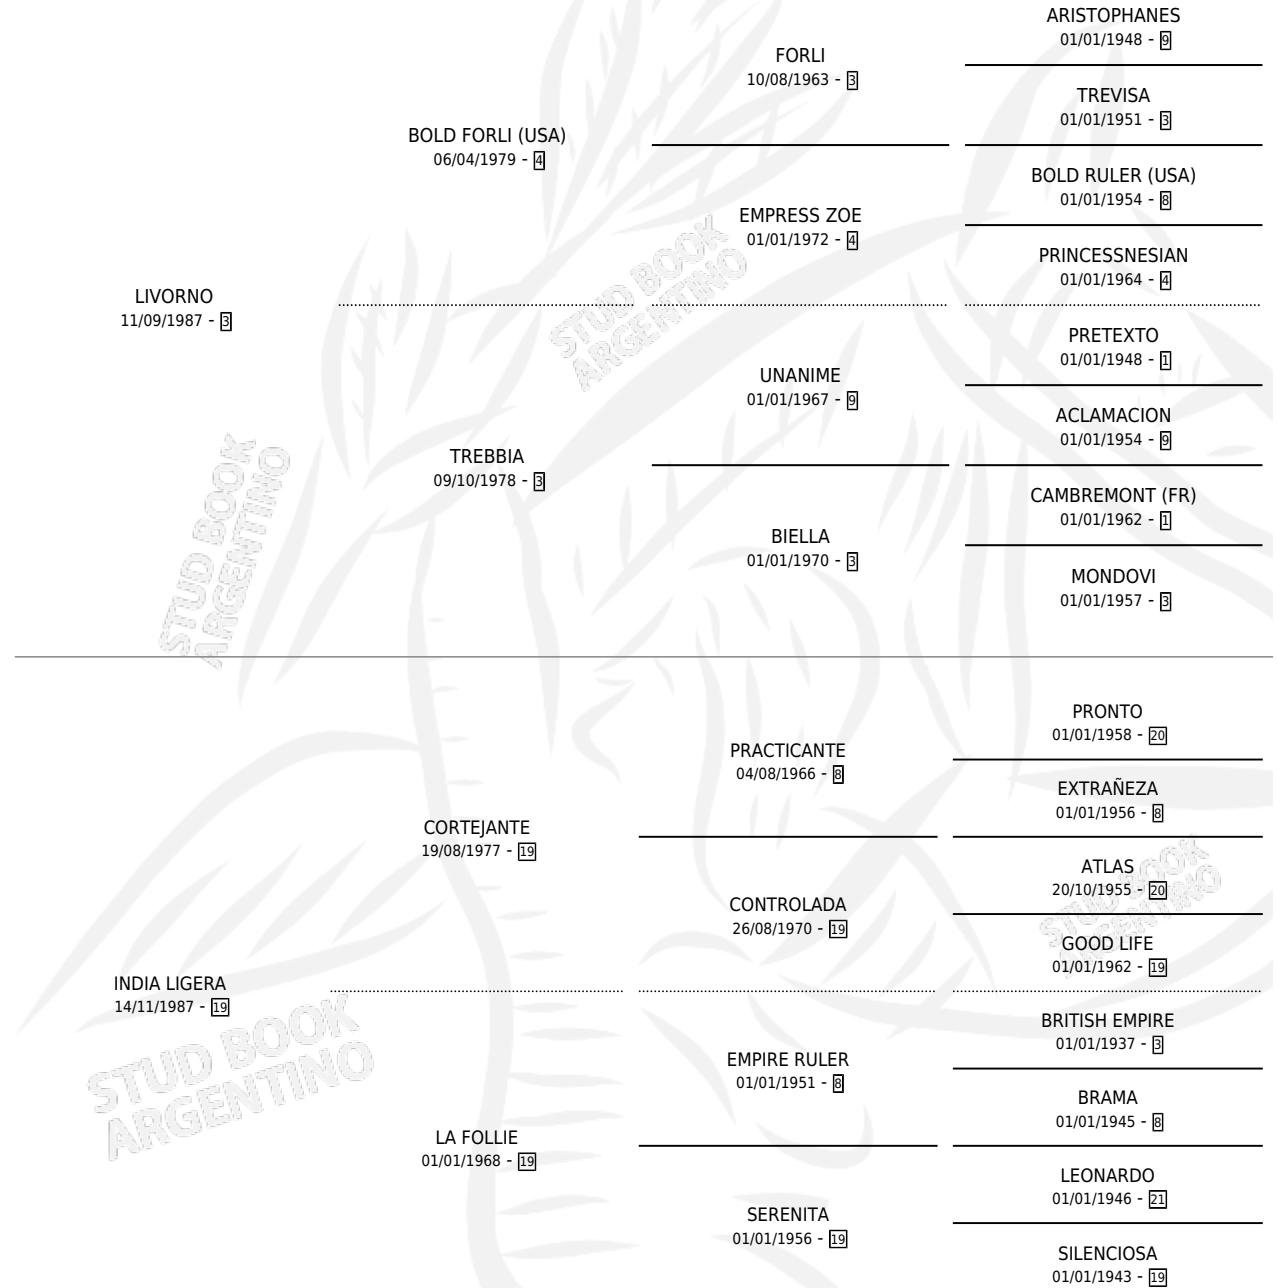 ARISTOPHANES
01/01/1948 - 9
FORLI
10/08/1963 - 3
TREVISA
01/01/1951 - 3
BOLD FORLI (USA)
06/04/1979 - 4
BOLD RULER (USA)
01/01/1954 - 8
EMPRESS ZOE
01/01/1972 - 4
PRINCESSNESIAN
01/01/1964 - 4
LIVORNO
11/09/1987 - 3
PRETEXTO
01/01/1948 - 1
UNANIME
01/01/1967 - 9
ACLAMACION
01/01/1954 - 9
TREBBIA
09/10/1978 - 3
CAMBREMONT (FR)
01/01/1962 - 1
BIELLA
01/01/1970 - 3
MONDOVI
01/01/1957 - 3
PRONTO
01/01/1958 - 20
PRACTICANTE
04/08/1966 - 8
EXTRAÑEZA
01/01/1956 - 8
CORTEJANTE
19/08/1977 - 19
ATLAS
20/10/1955 - 20
CONTROLADA
26/08/1970 - 19
GOOD LIFE
01/01/1962 - 19
INDIA LIGERA
14/11/1987 - 19
BRITISH EMPIRE
01/01/1937 - 3
EMPIRE RULER
01/01/1951 - 8
BRAMA
01/01/1945 - 8
LA FOLLIE
01/01/1968 - 19
LEONARDO
01/01/1946 - 21
SERENITA
01/01/1956 - 19
SILENCIOSA
01/01/1943 - 19
STUD BOOK
ARGENTINO
STUD BOOK
ARGENTINO
STUD BOOK
ARGENTINO
STUD BOOK
ARGENTINO